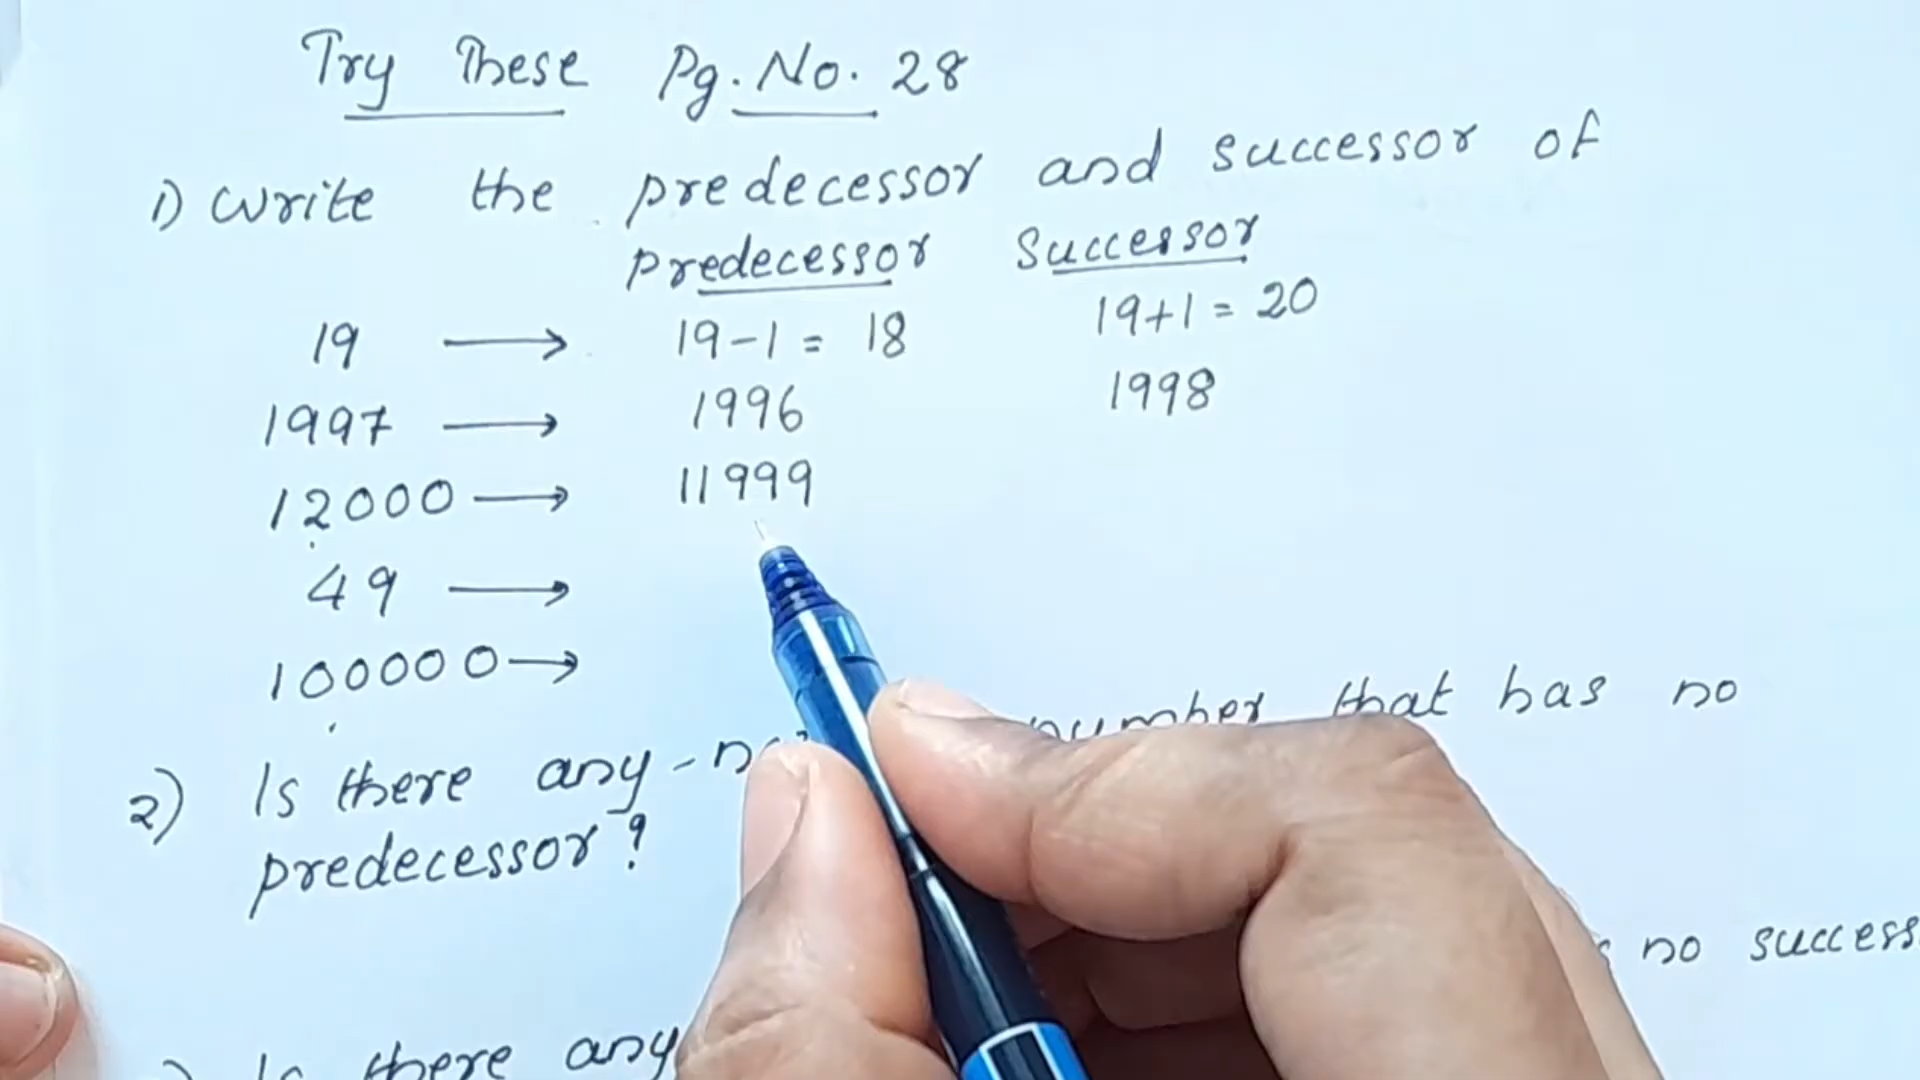 Try These Pg. No. 28
1) Write the predecessor and successor of
Predecessor Successor
19 → 19-1 = 18 19+1 = 20
1997 → 1996 1998
12000 → 11999
49 →
100000 →
2) Is there any number that has no
predecessor?
no
Is there any